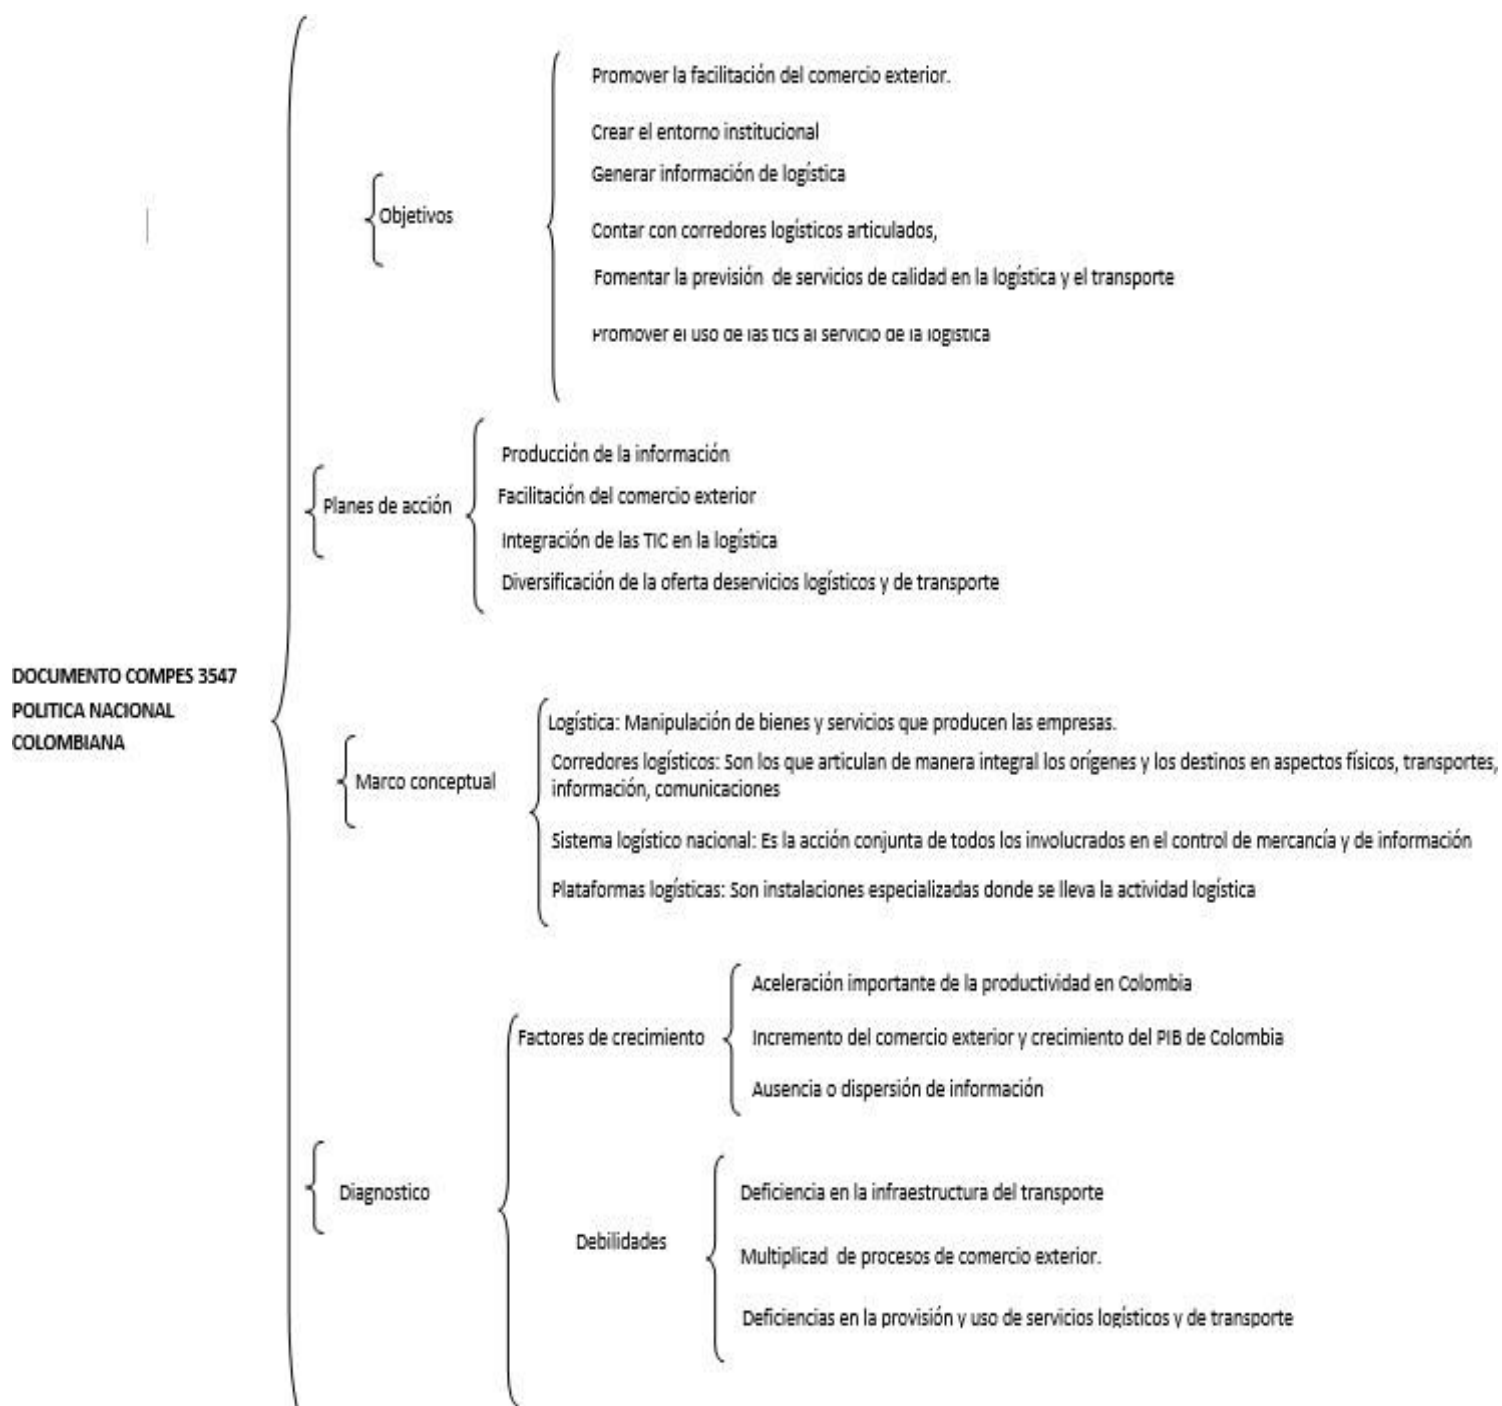 Promover la facilitación del comercio exterior.
Crear el entorno institucional
Generar información de logística
Objetivos
Contar con corredores logísticos articulados,
Fomentar la previsión de servicios de calidad en la logística y el transporte
Promover el uso de las tics al servicio de la logística
Producción de la información
Facilitación del comercio exterior
Planes de acción
Integración de las TIC en la logística
Diversificación de la oferta deservicios logísticos y de transporte
DOCUMENTO COMPES 3547
POLITICA NACIONAL
COLOMBIANA
Logística: Manipulación de bienes y servicios que producen las empresas.
Corredores logísticos: Son los que articulan de manera integral los orígenes y los destinos en aspectos físicos, transportes,
información, comunicaciones
Marco conceptual
Sistema logístico nacional: Es la acción conjunta de todos los involucrados en el control de mercancía y de información
Plataformas logísticas: Son instalaciones especializadas donde se lleva la actividad logística
Aceleración importante de la productividad en Colombia
Factores de crecimiento
Incremento del comercio exterior y crecimiento del PIB de Colombia
Ausencia o dispersión de información
Diagnostico
Deficiencia en la infraestructura del transporte
Debilidades
Multiplicad de procesos de comercio exterior.
Deficiencias en la provisión y uso de servicios logísticos y de transporte